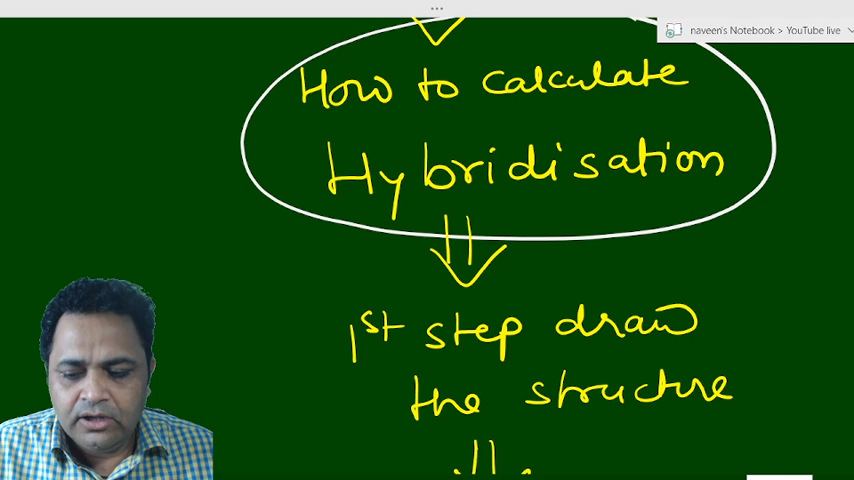 naveen's Notebook > YouTube live
How to calculate
Hybridisation
1st step draw
the structure